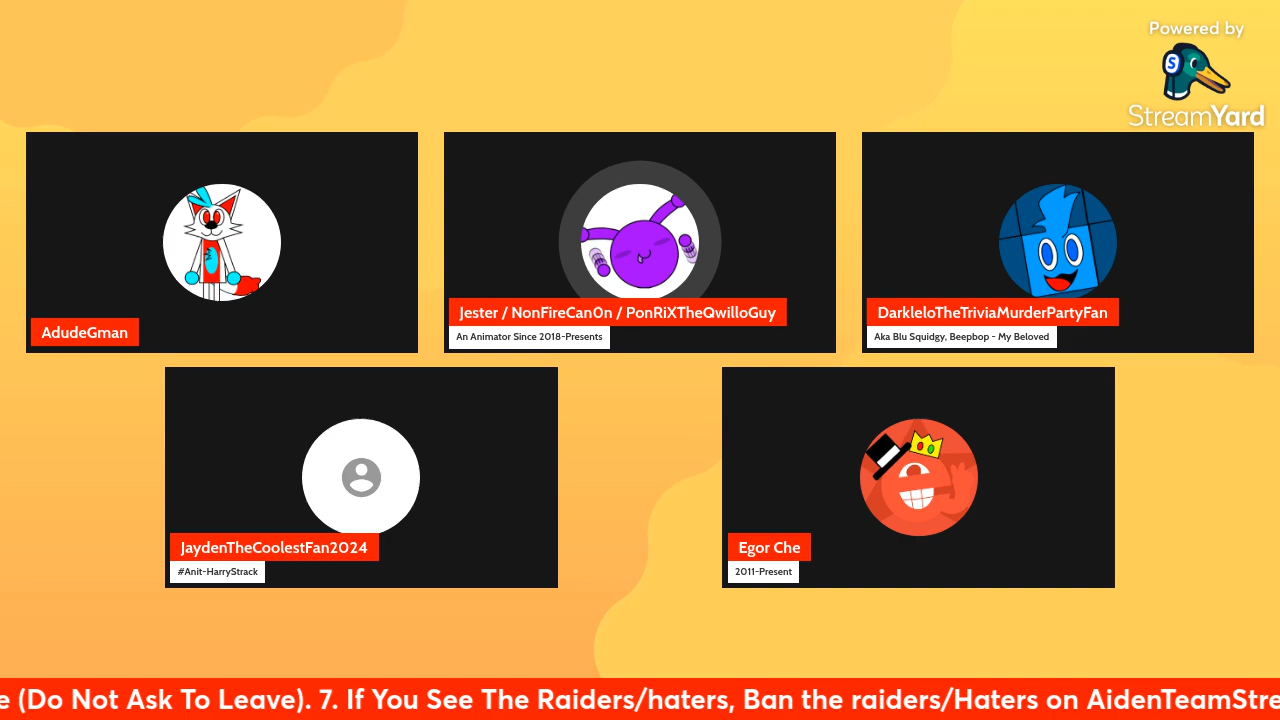 Powered by
StreamYard
AdudeGman
Jester / NonFireCan0n / PonRiXTheQwilloGuy
An Animator Since 2018-Presents
DarkleloTheTriviaMurderPartyFan
Aka Blu Squidgy, Beepbop - My Beloved
JaydenTheCoolestFan2024
#Anit-HarryStrack
Egor Che
2011-Present
e (Do Not Ask To Leave). 7. If You See The Raiders/haters, Ban the raiders/Haters on AidenTeamStre